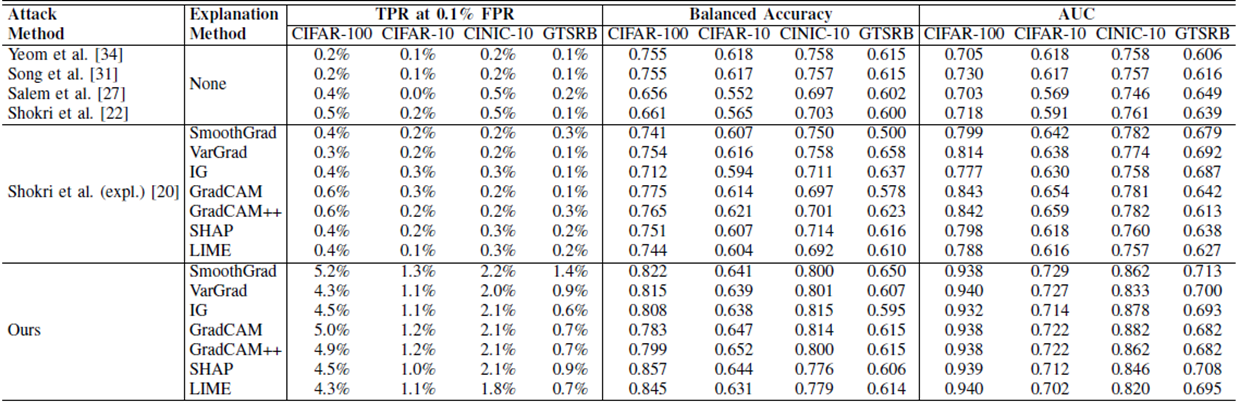 Attack Explanation TPR at 0.1% FPR Balanced Accuracy AUC
Method Method CIFAR-100 CIFAR-10 CINIC-10 GTSRB CIFAR-100 CIFAR-10 CINIC-10 GTSRB CIFAR-100 CIFAR-10 CINIC-10 GTSRB
Yeom et al. [34] 0.2% 0.1% 0.2% 0.1% 0.755 0.618 0.758 0.615 0.705 0.618 0.758 0.606
Song et al. [31] 0.2% 0.1% 0.2% 0.1% 0.755 0.617 0.757 0.615 0.730 0.617 0.757 0.616
None
Salem et al. [27] 0.4% 0.0% 0.5% 0.2% 0.656 0.552 0.697 0.602 0.703 0.569 0.746 0.649
Shokri et al. [22] 0.5% 0.2% 0.5% 0.1% 0.661 0.565 0.703 0.600 0.718 0.591 0.761 0.639
SmoothGrad 0.4% 0.2% 0.2% 0.3% 0.741 0.607 0.750 0.500 0.799 0.642 0.782 0.679
VarGrad 0.3% 0.2% 0.2% 0.1% 0.754 0.616 0.758 0.658 0.814 0.638 0.774 0.692
IG 0.4% 0.3% 0.3% 0.1% 0.712 0.594 0.711 0.637 0.777 0.630 0.758 0.687
Shokri et al. (expl.) [20] GradCAM 0.6% 0.3% 0.2% 0.1% 0.775 0.614 0.697 0.578 0.843 0.654 0.781 0.642
GradCAM++ 0.6% 0.2% 0.2% 0.3% 0.765 0.621 0.701 0.623 0.842 0.659 0.782 0.613
SHAP 0.4% 0.2% 0.3% 0.2% 0.751 0.607 0.714 0.616 0.798 0.618 0.760 0.638
LIME 0.4% 0.1% 0.3% 0.2% 0.744 0.604 0.692 0.610 0.788 0.616 0.757 0.627
SmoothGrad 5.2% 1.3% 2.2% 1.4% 0.822 0.641 0.800 0.650 0.938 0.729 0.862 0.713
VarGrad 4.3% 1.1% 2.0% 0.9% 0.815 0.639 0.801 0.607 0.940 0.727 0.833 0.700
IG 4.5% 1.1% 2.1% 0.6% 0.808 0.638 0.815 0.595 0.932 0.714 0.878 0.693
Ours GradCAM 5.0% 1.2% 2.1% 0.7% 0.783 0.647 0.814 0.615 0.938 0.722 0.882 0.682
GradCAM++ 4.9% 1.2% 2.1% 0.7% 0.799 0.652 0.800 0.615 0.938 0.722 0.862 0.682
SHAP 4.5% 1.0% 2.1% 0.9% 0.857 0.644 0.776 0.606 0.939 0.712 0.846 0.708
LIME 4.3% 1.1% 1.8% 0.7% 0.845 0.631 0.779 0.614 0.940 0.702 0.820 0.695